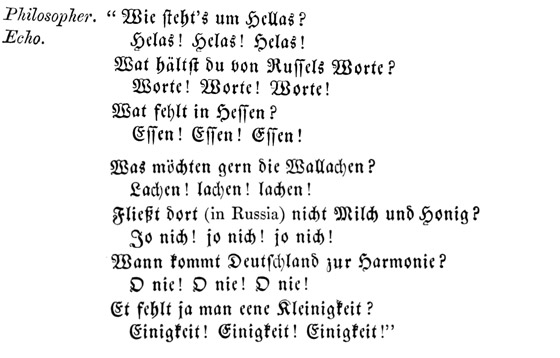 Philosopher. “ Wie steht's um Hellas?
Echo. Helas! Helas! Helas!
Wat hältst du von Russels Worte?
Worte! Worte! Worte!
Wat fehlt in Hessen?
Essen! Essen! Essen!
Was möchten gern die Wallachen?
Lachen! lachen! lachen!
Fließt dort (in Russia) nicht Milch und Honig?
Jo nich! jo nich! jo nich!
Wann kommt Deutschland zur Harmonie?
O nie! O nie! O nie!
Et fehlt ja man eene Kleinigkeit?
Einigkeit! Einigkeit! Einigkeit!”